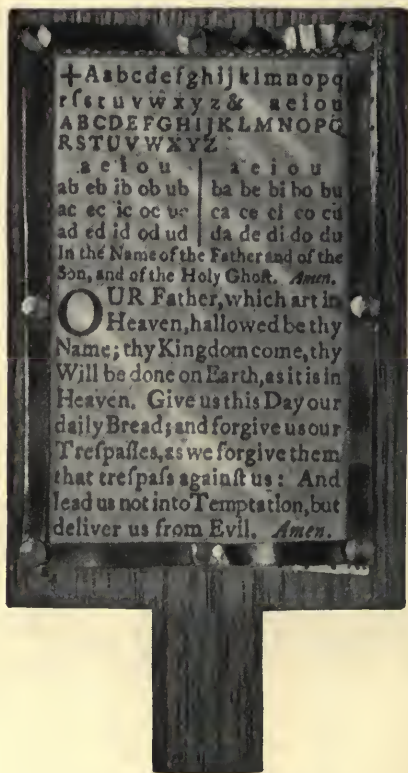 +Aabcdefghijklmnopq
rſstuvwxyz& aeiou
ABCDEFGHIJKLMNOPQ
RSTUVWXYZ
a e i o u | a e i o u
ab eb ib ob ub | ba be bi bo bu
ac ec ic oc uc | ca ce ci co cu
ad ed id od ud | da de di do du
In the Name of the Father and of the
Son, and of the Holy Ghoſt. Amen.
OUR Father, which art in
Heaven, hallowed be thy
Name; thy Kingdom come, thy
Will be done on Earth, as it is in
Heaven. Give us this Day our
daily Bread; and forgive us our
Treſpaſſes, as we forgive them
that treſpaſs againſt us: And
lead us not into Temptation, but
deliver us from Evil. Amen.